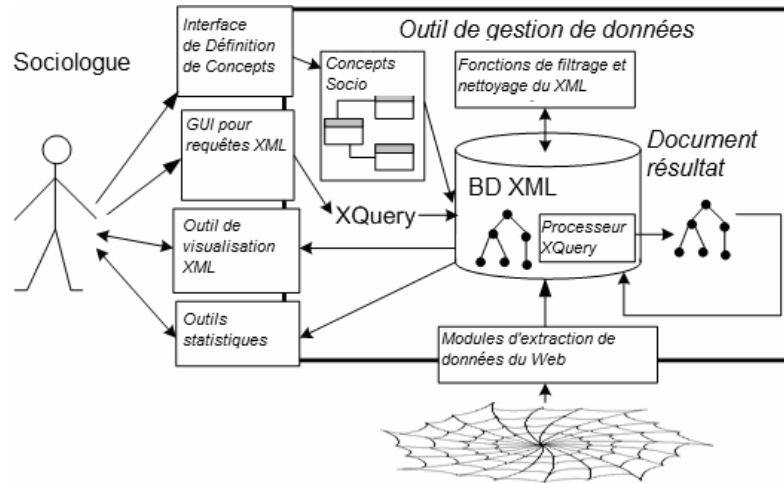 Outil de gestion de données
Sociologue
Interface
de Définition
de Concepts
Concepts
Socio
Fonctions de filtrage et
nettoyage du XML
GUI pour
requêtes XML
Document
résultat
BD XML
XQuery
Processeur
XQuery
Outil de
visualisation
XML
Outils
statistiques
Modules d'extraction de
données du Web